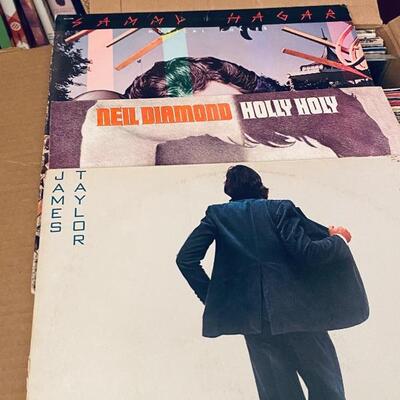 SAMMY HAGAR
NEIL DIAMOND HOLLY HOLY
JAMES
TAYLOR